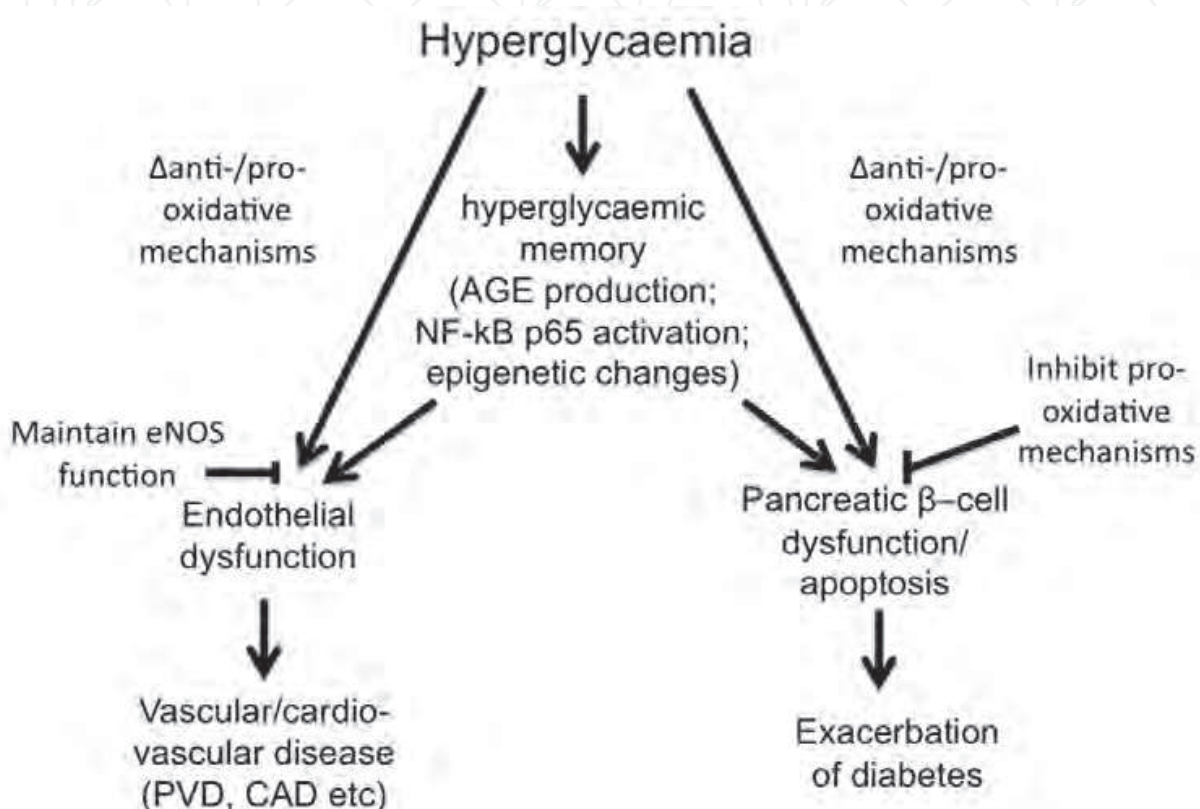 Hyperglycaemia
Δanti-/pro-
oxidative
mechanisms
hyperglycaemic
memory
(AGE production;
NF-kB p65 activation;
epigenetic changes)
Δanti-/pro-
oxidative
mechanisms
Maintain eNOS
function
Inhibit pro-
oxidative
mechanisms
Endothelial
dysfunction
Pancreatic β–cell
dysfunction/
apoptosis
Vascular/cardio-
vascular disease
(PVD, CAD etc)
Exacerbation
of diabetes